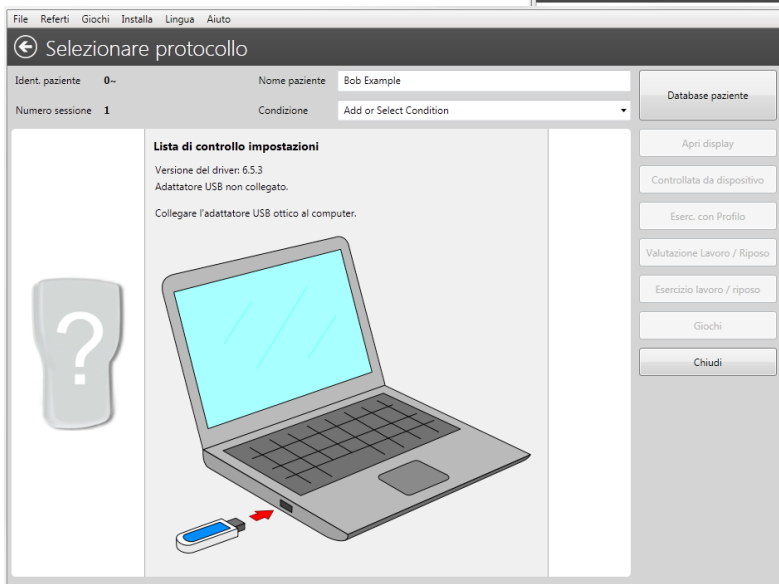 File Referti Giochi Installa Lingua Aiuto
Selezionare protocollo
Ident. paziente 0~ Nome paziente Bob Example
Numero sessione 1 Condizione Add or Select Condition
Database paziente
Apri display
Controllata da dispositivo
Eserc. con Profilo
Valutazione Lavoro / Riposo
Esercizio lavoro / riposo
Giochi
Chiudi
Lista di controllo impostazioni
Versione del driver: 6.5.3
Adattatore USB non collegato.
Collegare l'adattatore USB ottico al computer.
?